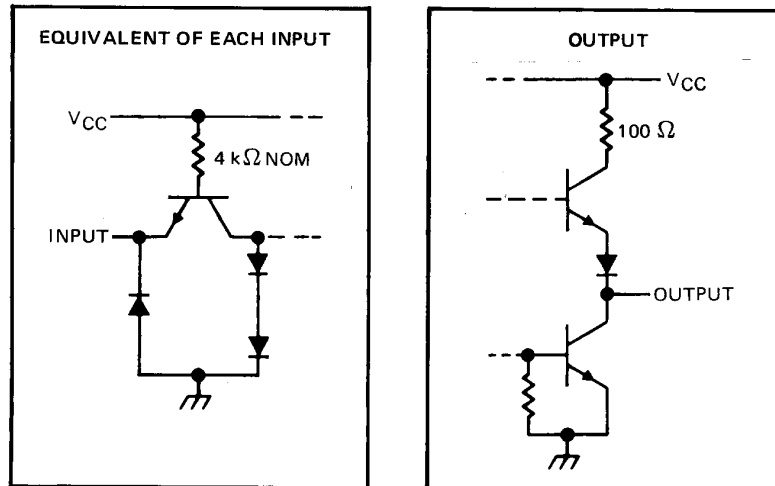 EQUIVALENT OF EACH INPUT
VCC
4 kΩ NOM
INPUT
OUTPUT
VCC
100 Ω
OUTPUT